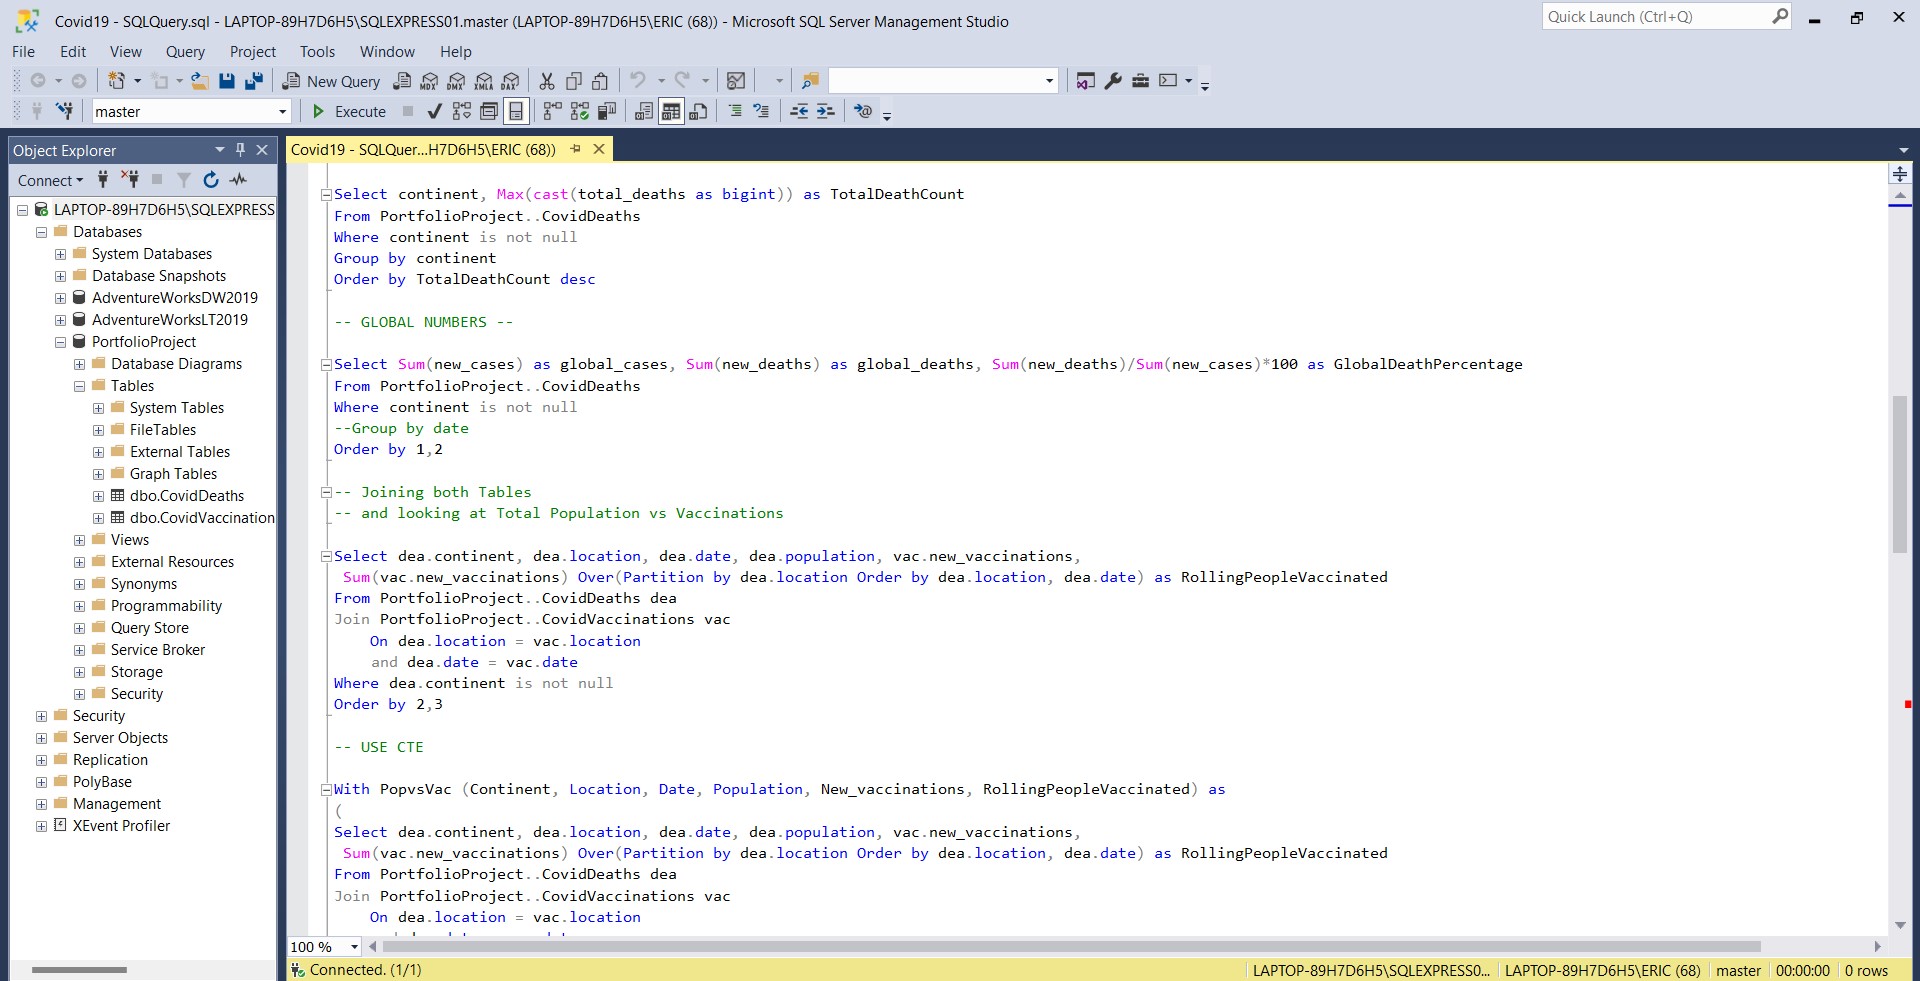 Covid19 - SQLQuery.sql - LAPTOP-89H7D6H5\SQLEXPRESS01.master (LAPTOP-89H7D6H5\ERIC (68)) - Microsoft SQL Server Management Studio
Quick Launch (Ctrl+Q)
File Edit View Query Project Tools Window Help
New Query
MDX DMX XMLA DAX
master
Execute
Object Explorer
Connect
LAPTOP-89H7D6H5\SQLEXPRESS
Databases
System Databases
Database Snapshots
AdventureWorksDW2019
AdventureWorksLT2019
PortfolioProject
Database Diagrams
Tables
System Tables
FileTables
External Tables
Graph Tables
dbo.CovidDeaths
dbo.CovidVaccination
Views
External Resources
Synonyms
Programmability
Query Store
Service Broker
Storage
Security
Security
Server Objects
Replication
PolyBase
Management
XEvent Profiler
Covid19 - SQLQuer...H7D6H5\ERIC (68))
Select continent, Max(cast(total_deaths as bigint)) as TotalDeathCount
From PortfolioProject..CovidDeaths
Where continent is not null
Group by continent
Order by TotalDeathCount desc
-- GLOBAL NUMBERS --
Select Sum(new_cases) as global_cases, Sum(new_deaths) as global_deaths, Sum(new_deaths)/Sum(new_cases)*100 as GlobalDeathPercentage
From PortfolioProject..CovidDeaths
Where continent is not null
--Group by date
Order by 1,2
-- Joining both Tables
-- and looking at Total Population vs Vaccinations
Select dea.continent, dea.location, dea.date, dea.population, vac.new_vaccinations,
Sum(vac.new_vaccinations) Over(Partition by dea.location Order by dea.location, dea.date) as RollingPeopleVaccinated
From PortfolioProject..CovidDeaths dea
Join PortfolioProject..CovidVaccinations vac
On dea.location = vac.location
and dea.date = vac.date
Where dea.continent is not null
Order by 2,3
-- USE CTE
With PopvsVac (Continent, Location, Date, Population, New_vaccinations, RollingPeopleVaccinated) as
(
Select dea.continent, dea.location, dea.date, dea.population, vac.new_vaccinations,
Sum(vac.new_vaccinations) Over(Partition by dea.location Order by dea.location, dea.date) as RollingPeopleVaccinated
From PortfolioProject..CovidDeaths dea
Join PortfolioProject..CovidVaccinations vac
On dea.location = vac.location
100 %
Connected. (1/1)
LAPTOP-89H7D6H5\SQLEXPRESS0... LAPTOP-89H7D6H5\ERIC (68) master 00:00:00 0 rows